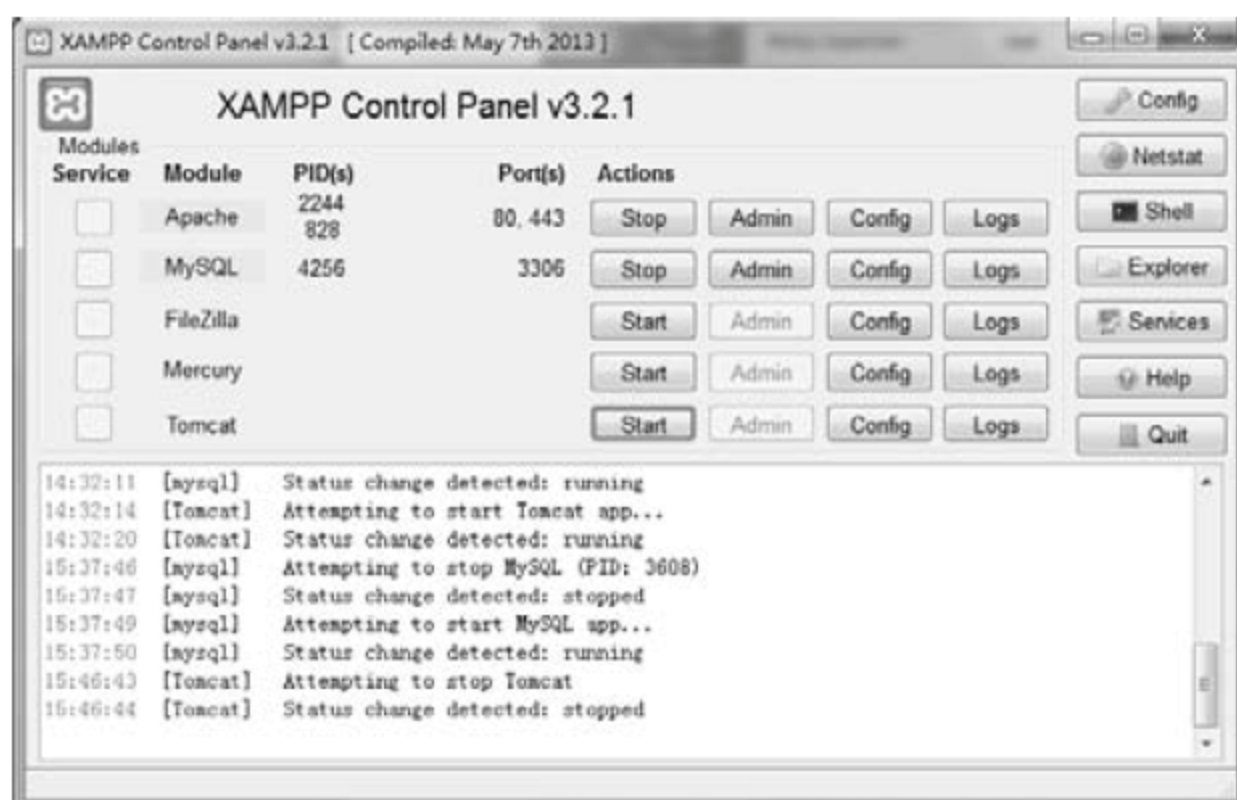 XAMPP Control Panel v3.2.1 [ Compiled: May 7th 2013 ]
XAMPP Control Panel v3.2.1
Config
Netstat
Shell
Explorer
Services
Help
Quit
Modules
Service Module PID(s) Port(s) Actions
Apache 2244 828 80, 443 Stop Admin Config Logs
MySQL 4256 3306 Stop Admin Config Logs
FileZilla Start Admin Config Logs
Mercury Start Admin Config Logs
Tomcat Start Admin Config Logs
14:32:11 [mysql] Status change detected: running
14:32:14 [Tomcat] Attempting to start Tomcat app...
14:32:20 [Tomcat] Status change detected: running
15:37:46 [mysql] Attempting to stop MySQL (PID: 3608)
15:37:47 [mysql] Status change detected: stopped
15:37:49 [mysql] Attempting to start MySQL app...
15:37:50 [mysql] Status change detected: running
15:46:43 [Tomcat] Attempting to stop Tomcat
15:46:44 [Tomcat] Status change detected: stopped